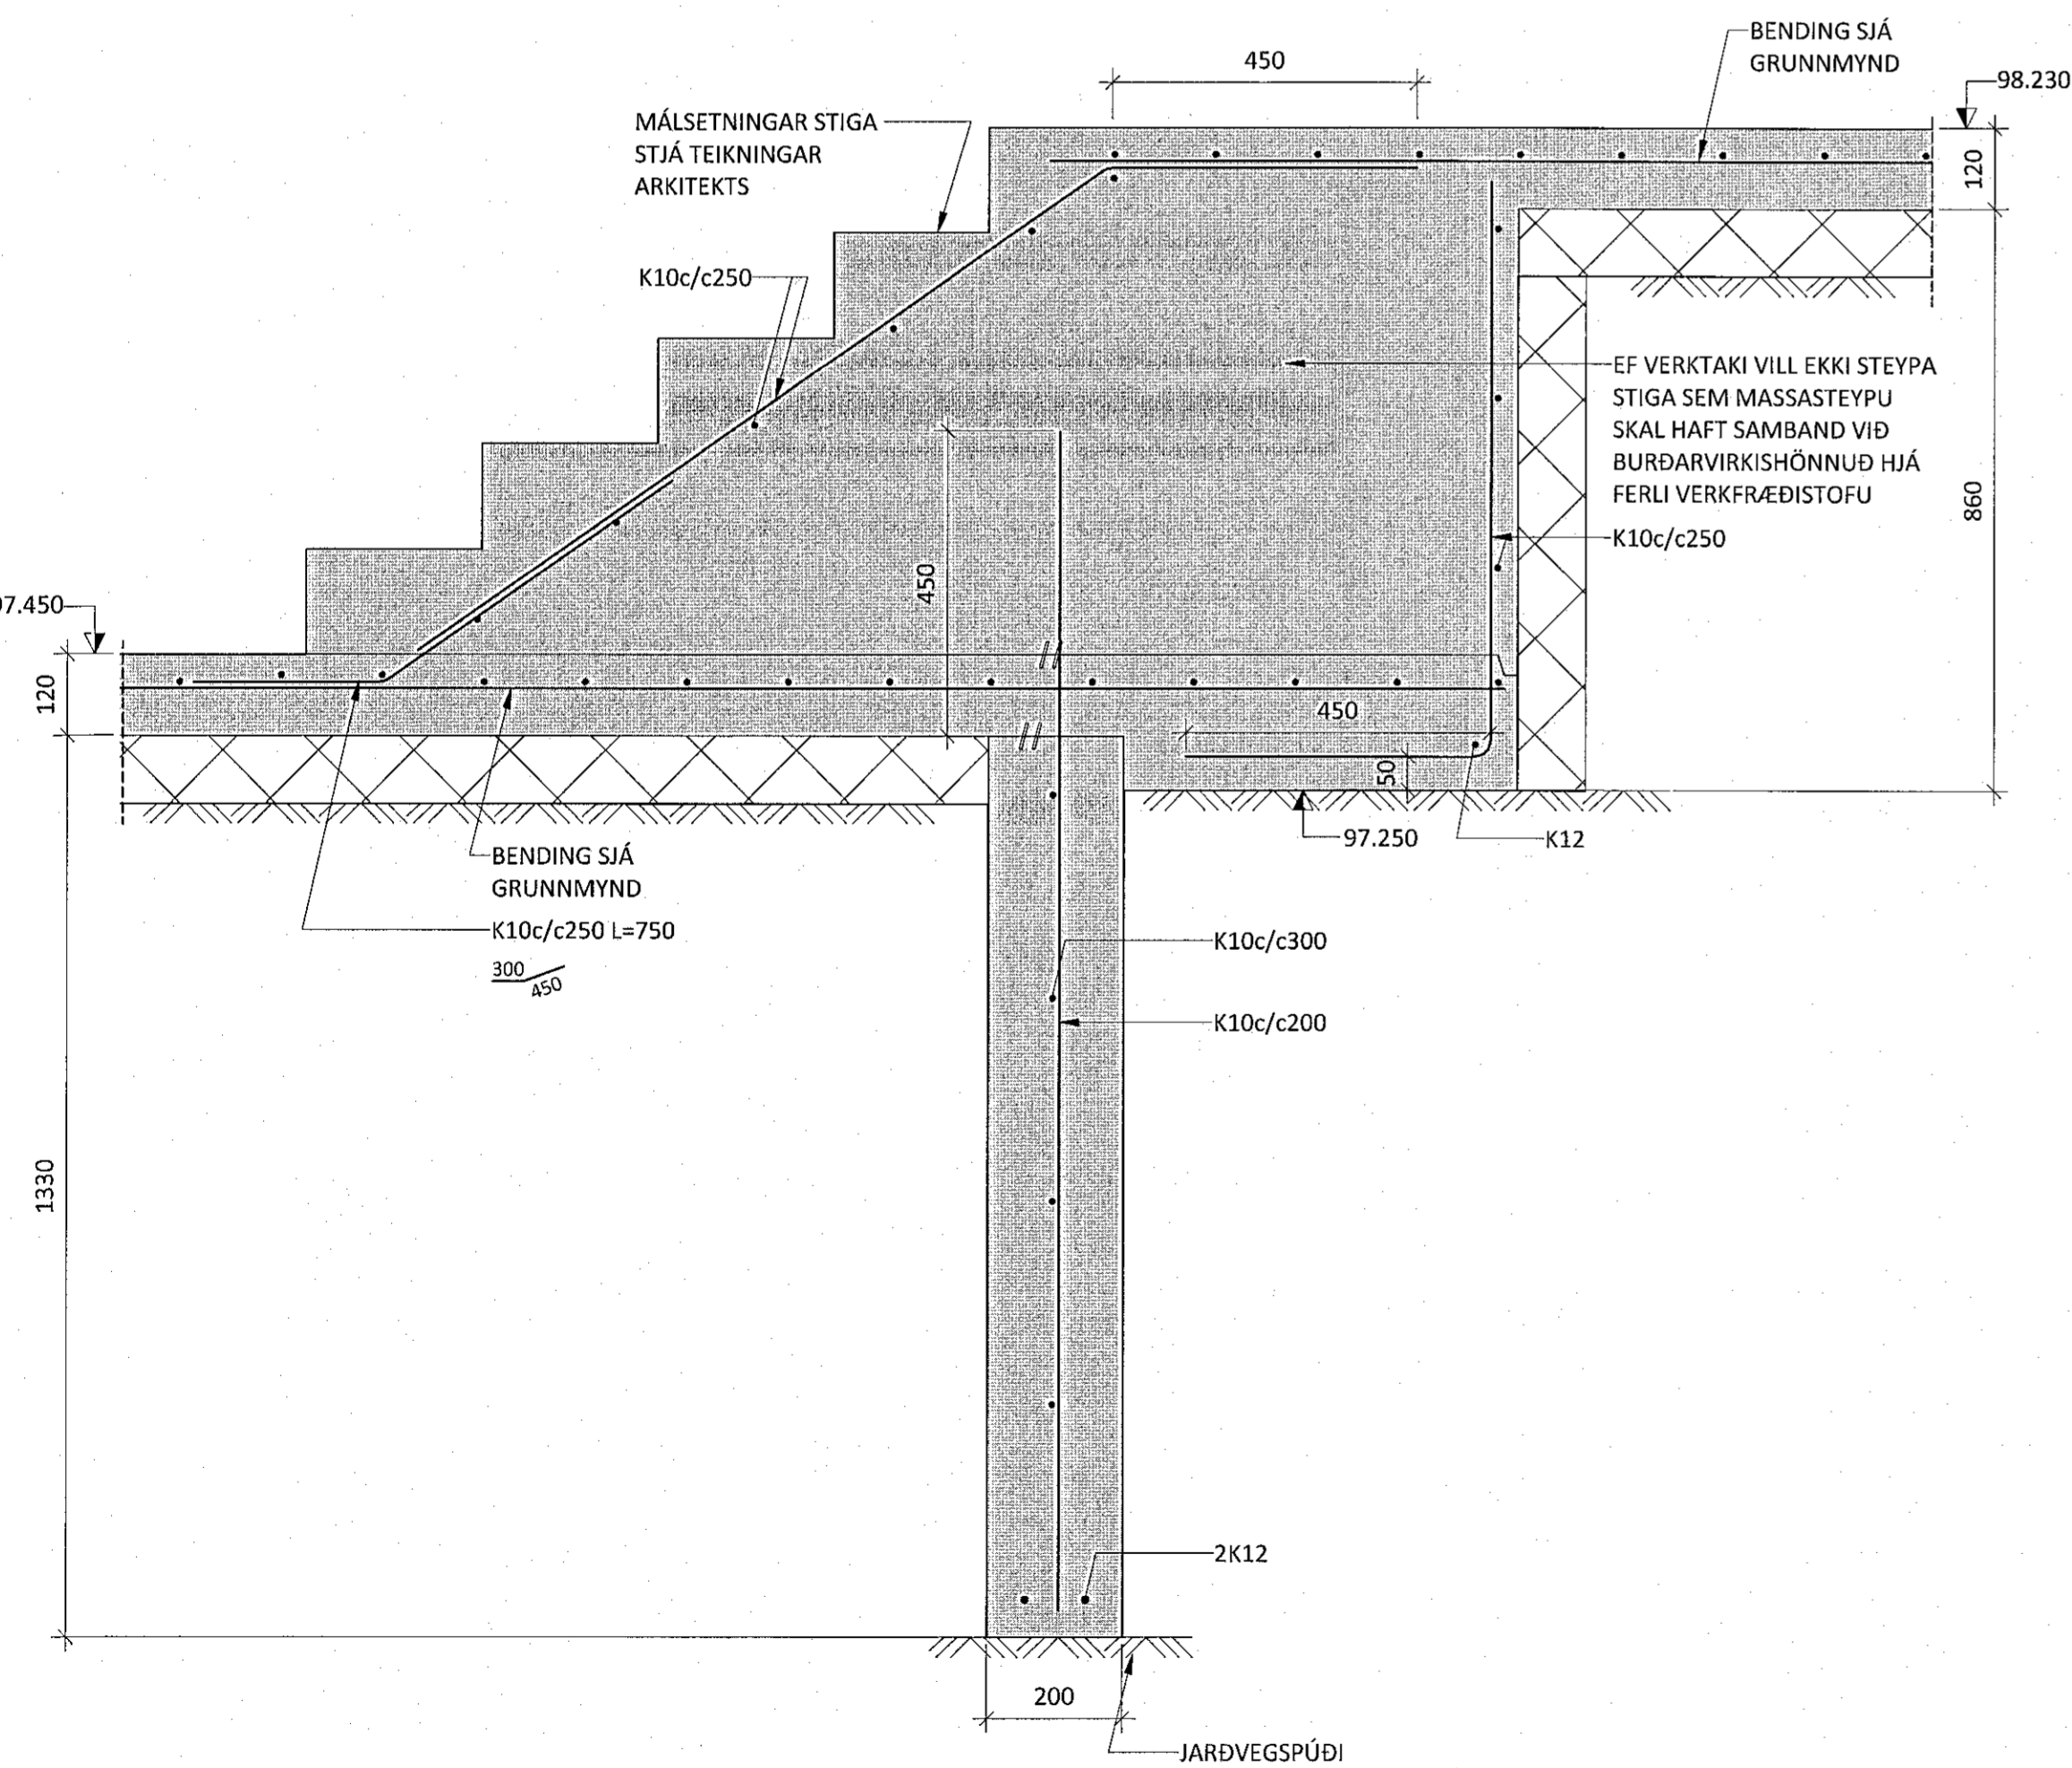 BENDING SJÁ
GRUNNMYND
450
98.230
MÁLSETNINGAR STIGA
STJÁ TEIKNINGAR
ARKITEKTS
120
K10c/c250
EF VERKTAKI VILL EKKI STEYPA
STIGA SEM MASSASTEYPU
SKAL HAFT SAMBAND VIÐ
BURÐARVIRKISHÖNNUÐ HJÁ
FERLI VERKFRÆÐISTOFU
860
K10c/c250
450
97.450
120
450
50
97.250
K12
BENDING SJÁ
GRUNNMYND
K10c/c250 L=750
300
450
K10c/c300
K10c/c200
1330
2K12
200
JARÐVEGSPÚÐI